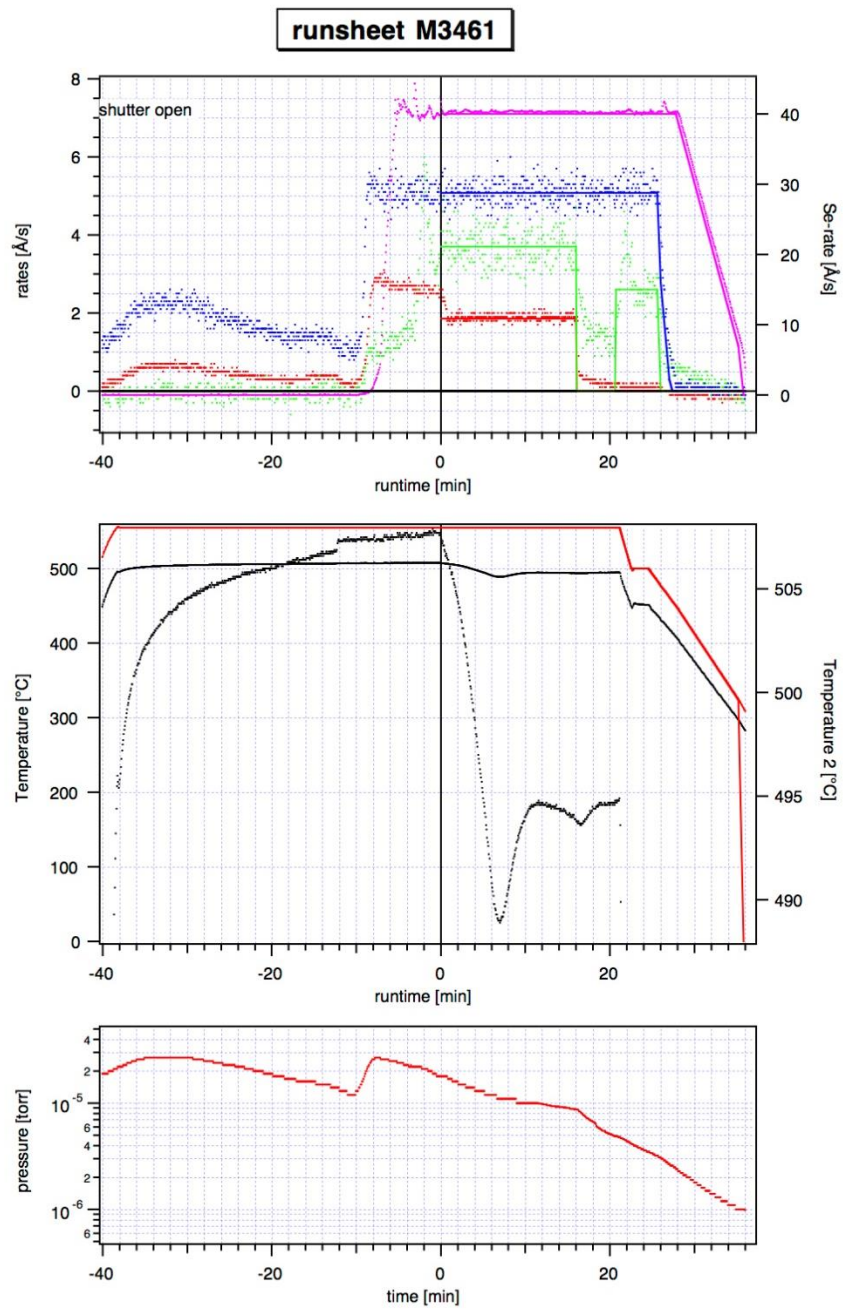 runsheet M3461
shutter open
rates [Å/s]
8
6
4
2
0
Se-rate [Å/s]
40
30
20
10
0
-40 -20 0 20
runtime [min]
Temperature [°C]
500
400
300
200
100
0
Temperature 2 [°C]
505
500
495
490
-40 -20 0 20
runtime [min]
pressure [torr]
4
2
10-5
6
4
2
10-6
6
-40 -20 0 20
time [min]